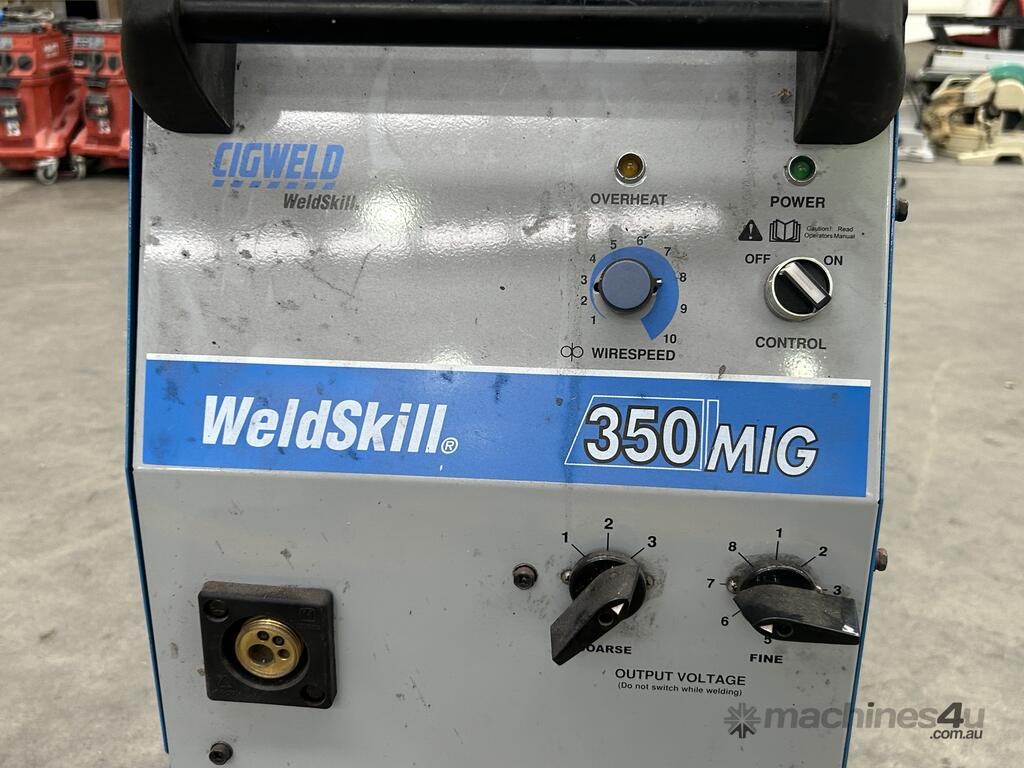 CIGWELD
WeldSkill®
OVERHEAT
POWER
Caution!: Read
Operators Manual
OFF ON
1 2 3 4 5 6 7 8 9 10
WIRESPEED
CONTROL
WeldSkill®
350 MIG
1 2 3
1 2 3 5 6 7 8
OARSE
FINE
OUTPUT VOLTAGE
(Do not switch while welding)
machines4u
.com.au